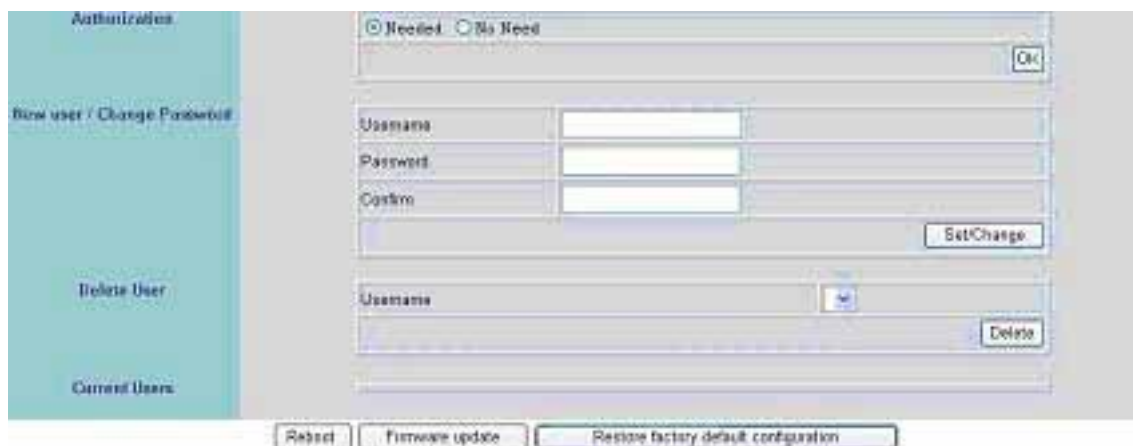 Authorization
Needed No Need
OK
New user / Change Password
Username
Password
Confirm
Set/Change
Delete User
Username
Delete
Current Users
Reboot Firmware update Restore factory default configuration